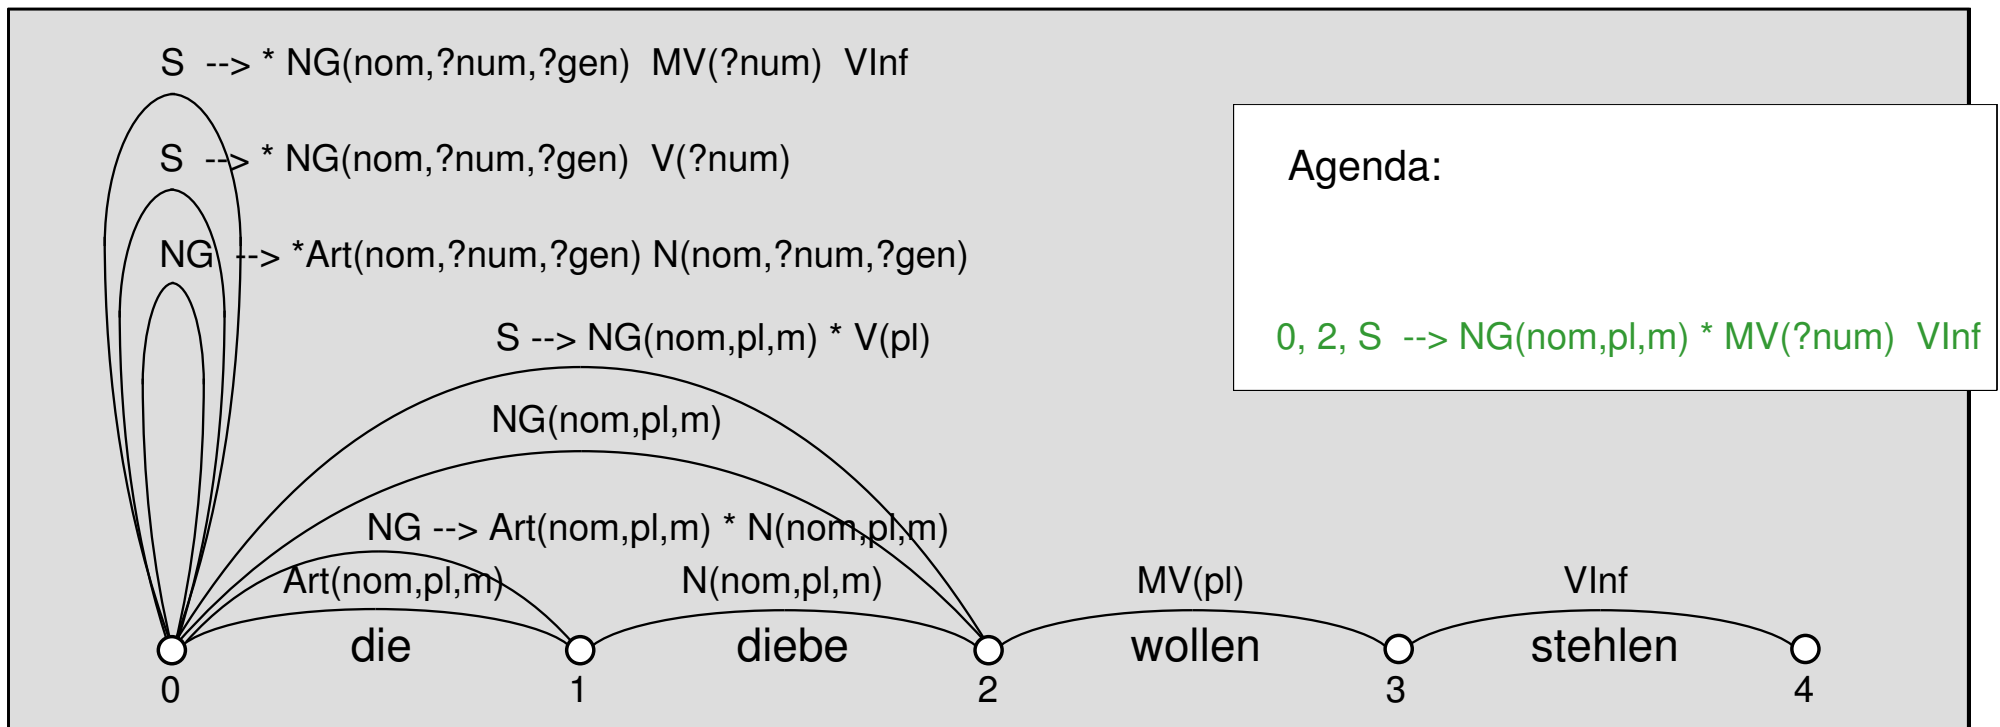 S --> * NG(nom,?num,?gen) MV(?num) VInf
S --> * NG(nom,?num,?gen) V(?num)
Agenda:
NG --> *Art(nom,?num,?gen) N(nom,?num,?gen)
S --> NG(nom,pl,m) * V(pl)
0, 2, S --> NG(nom,pl,m) * MV(?num) VInf
NG(nom,pl,m)
NG --> Art(nom,pl,m) * N(nom,pl,m)
Art(nom,pl,m) N(nom,pl,m) MV(pl) VInf
die diebe wollen stehlen
0 1 2 3 4